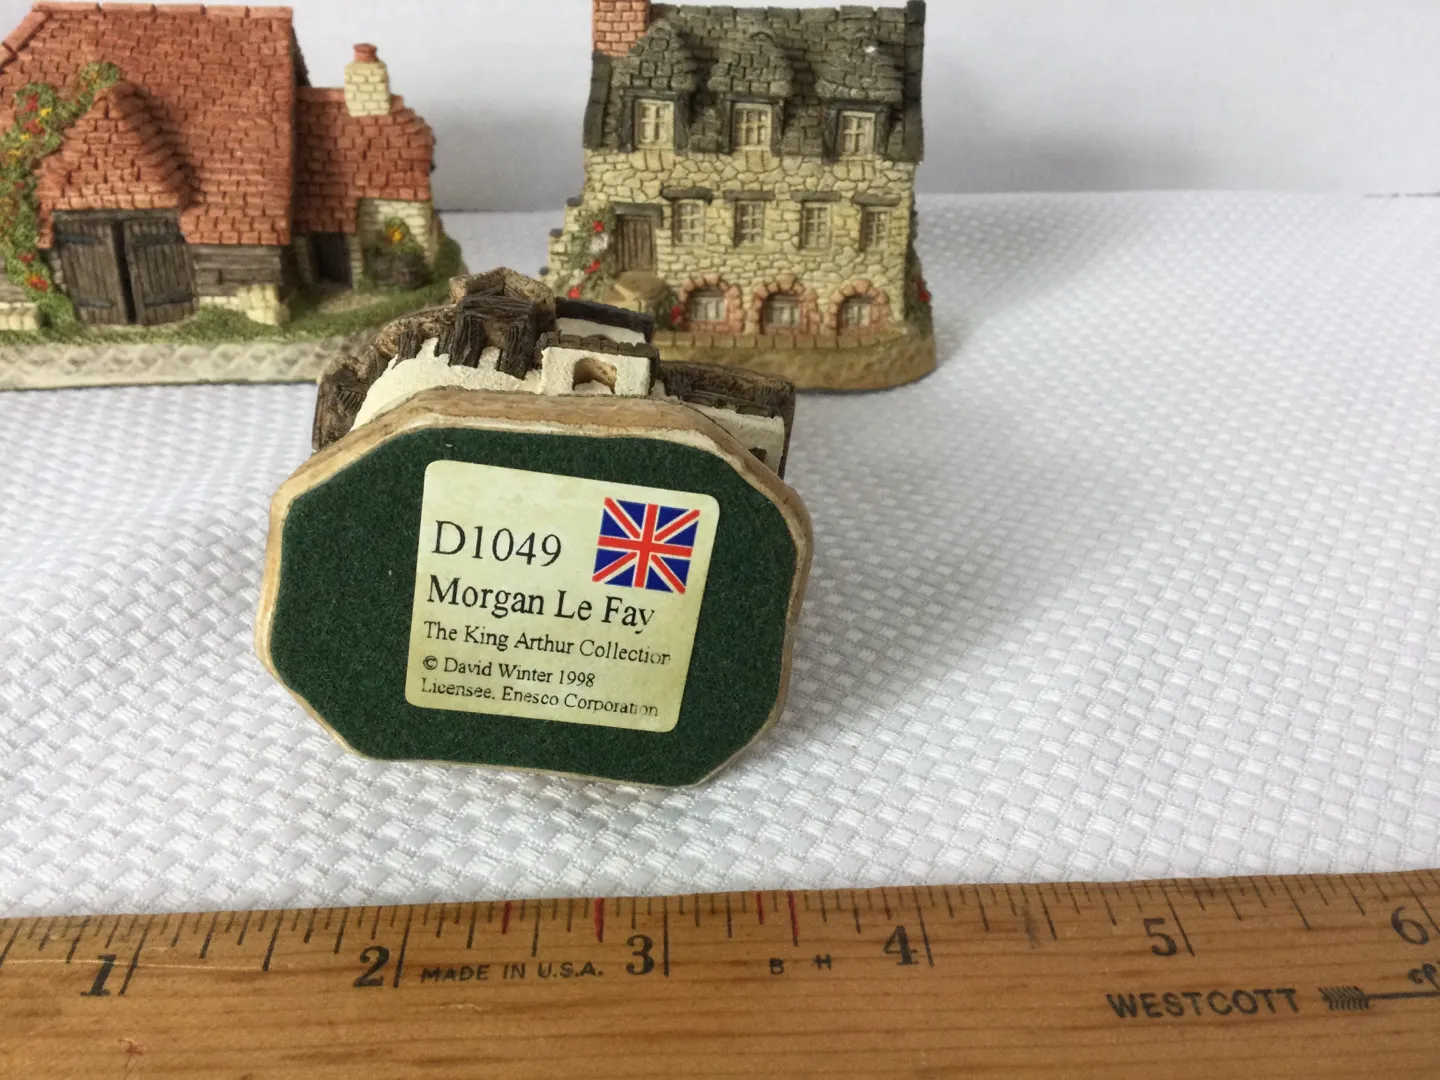 D1049
Morgan Le Fay
The King Arthur Collection
© David Winter 1998
Licensee. Enesco Corporation
1 2 MADE IN U.S.A. 3 B H 4 5 6
WESTCOTT